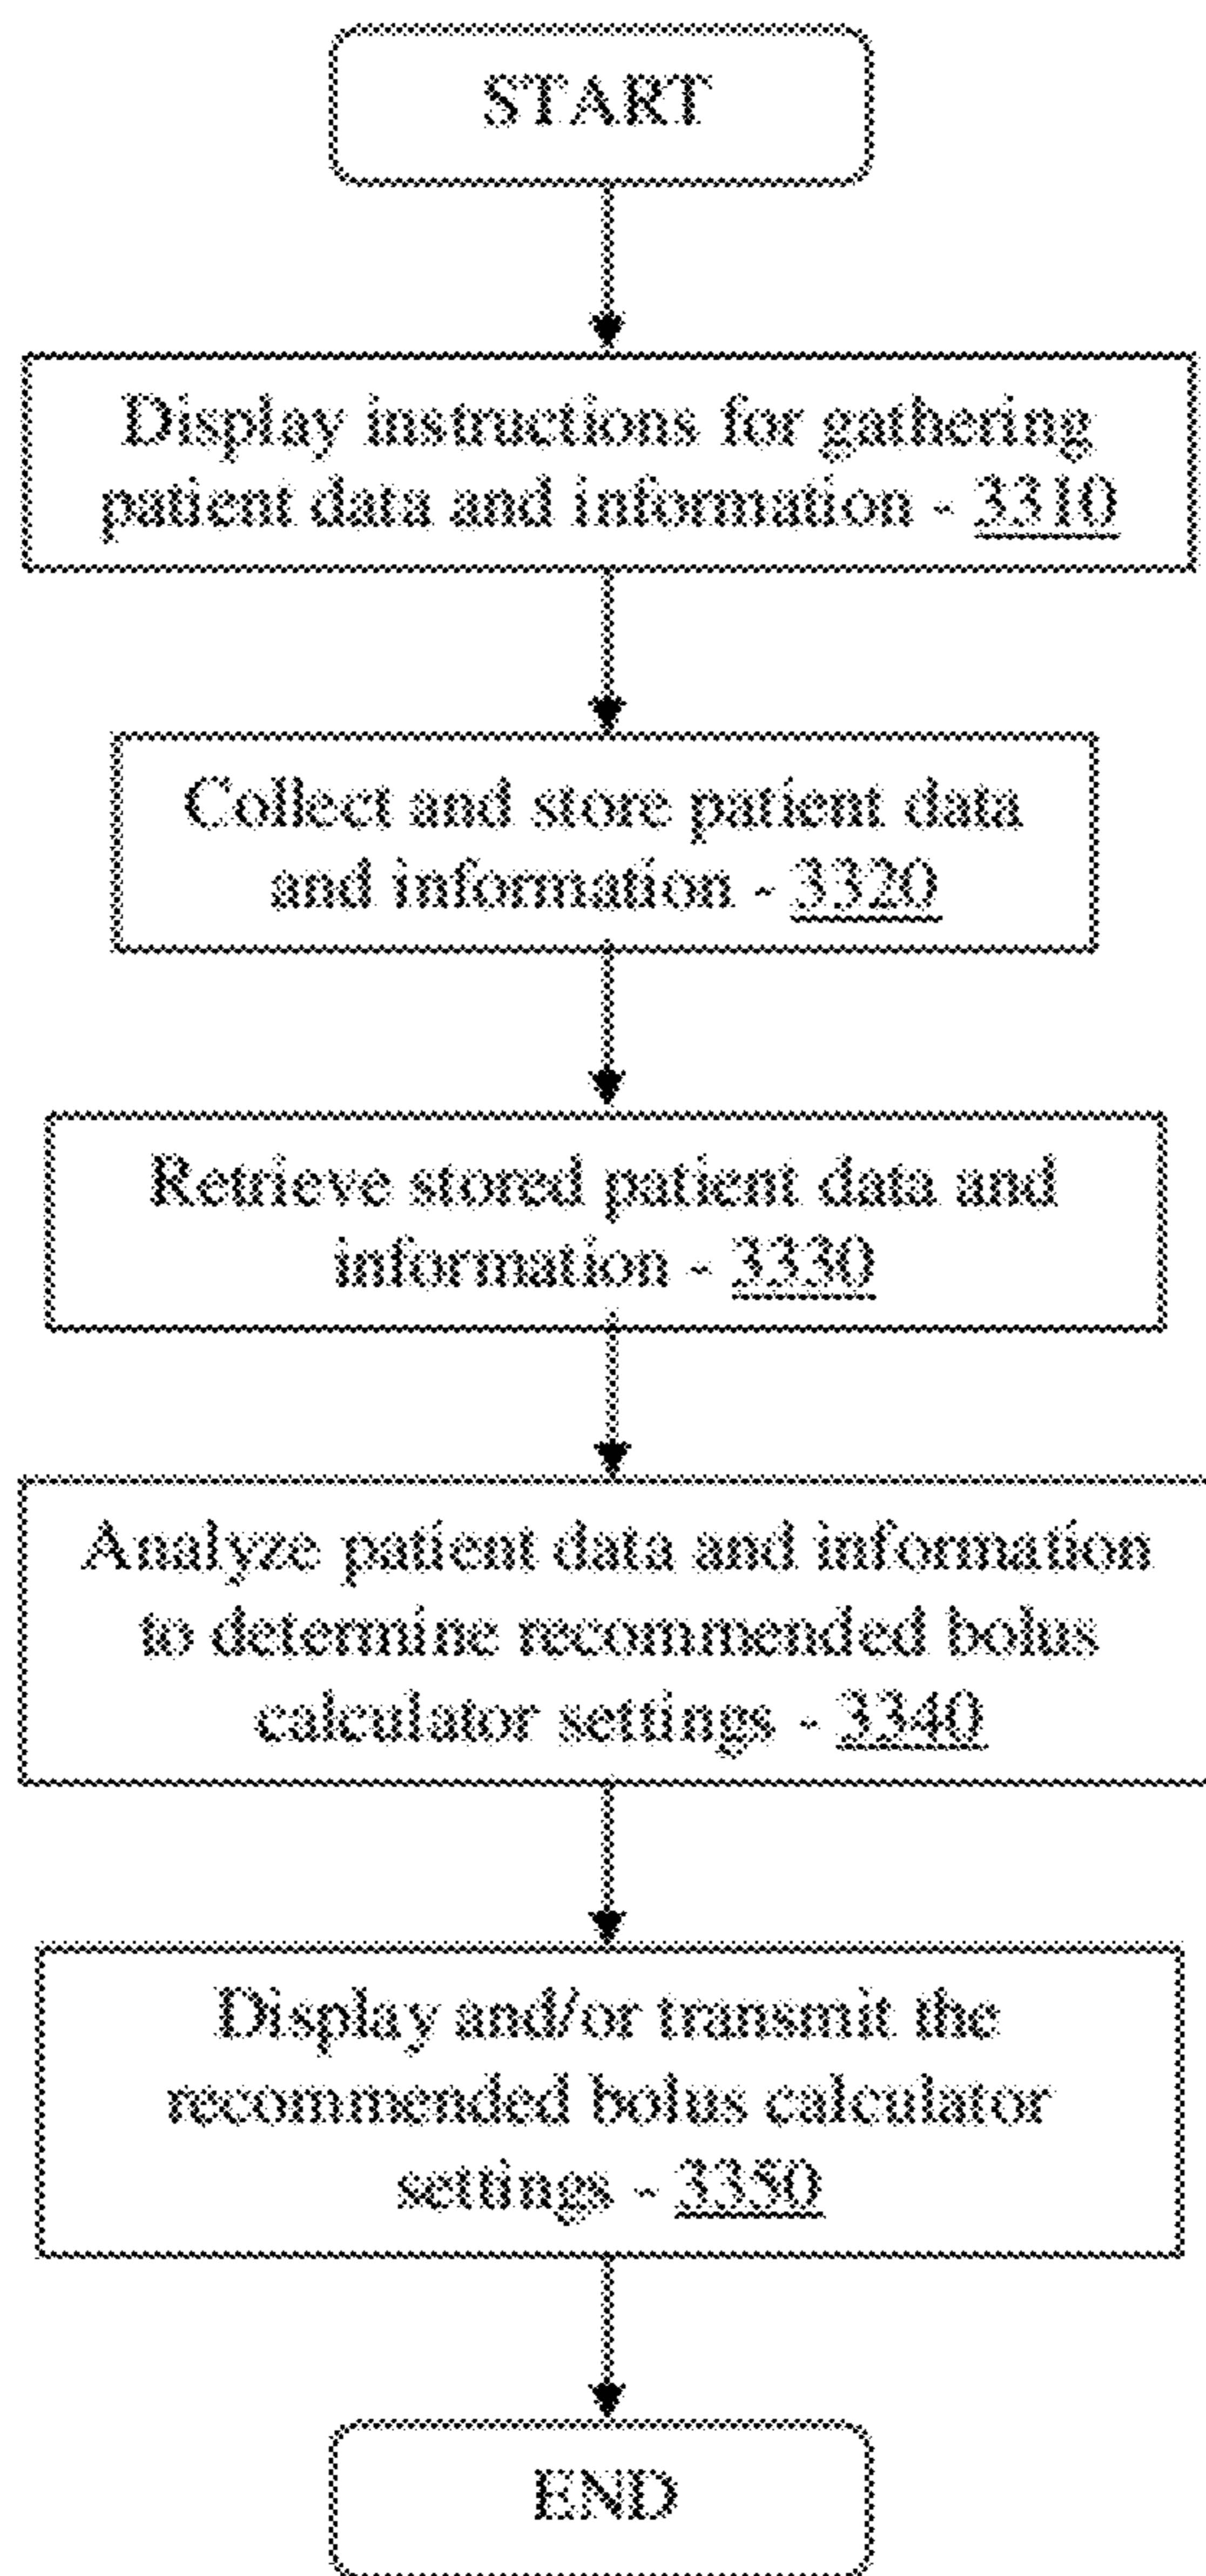 START
Display instructions for gathering
patient data and information - 3310
Collect and store patient data
and information - 3320
Retrieve stored patient data and
information - 3330
Analyze patient data and information
to determine recommended bolus
calculator settings - 3340
Display and/or transmit the
recommended bolus calculator
settings - 3350
END